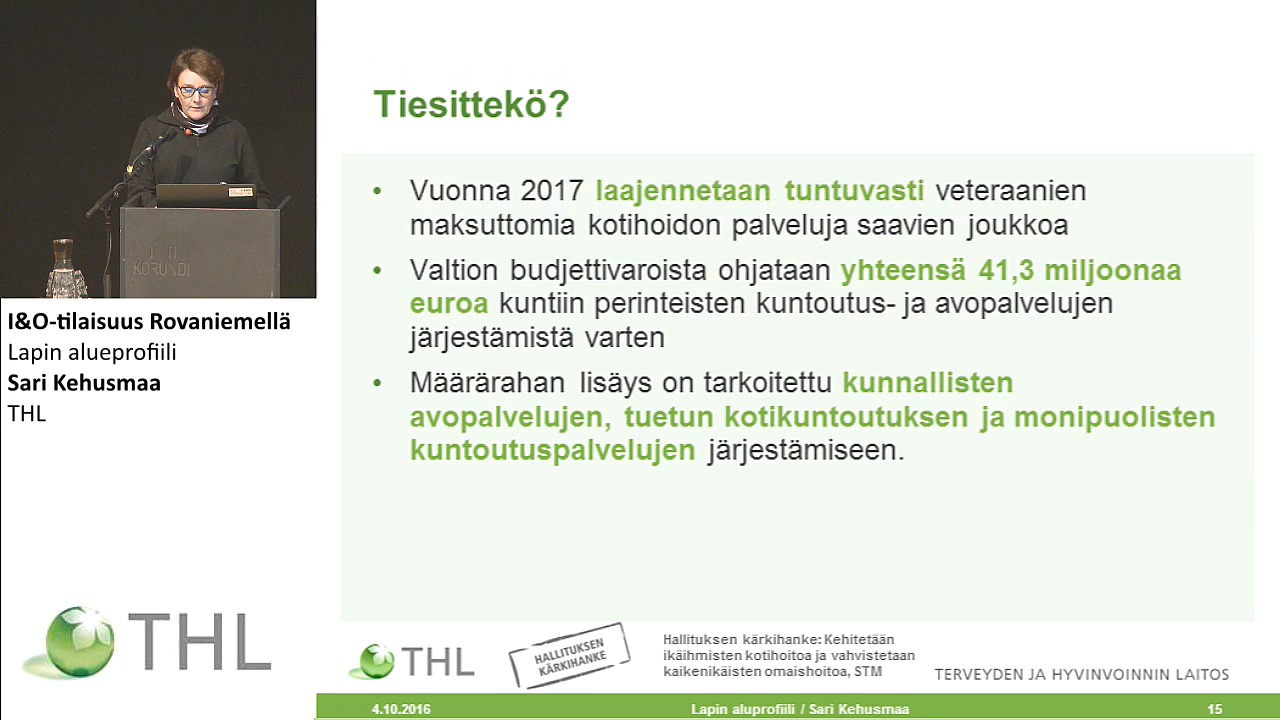 Tiesittekö?
• Vuonna 2017 laajennetaan tuntuvasti veteraanien
maksuttomia kotihoidon palveluja saavien joukkoa
• Valtion budjettivaroista ohjataan yhteensä 41,3 miljoonaa
euroa kuntiin perinteisten kuntoutus- ja avopalvelujen
järjestämistä varten
• Määrärahan lisäys on tarkoitettu kunnallisten
avopalvelujen, tuetun kotikuntoutuksen ja monipuolisten
kuntoutuspalvelujen järjestämiseen.
KORUNDI
I&O-tilaisuus Rovaniemellä
Lapin alueprofiili
Sari Kehusmaa
THL
THL
THL
HALLITUKSEN
KÄRKIHANKE
Hallituksen kärkihanke: Kehitetään
ikäihmisten kotihoitoa ja vahvistetaan
kaikenikäisten omaishoitoa, STM
TERVEYDEN JA HYVINVOINNIN LAITOS
4.10.2016
Lapin aluprofiili / Sari Kehusmaa
15